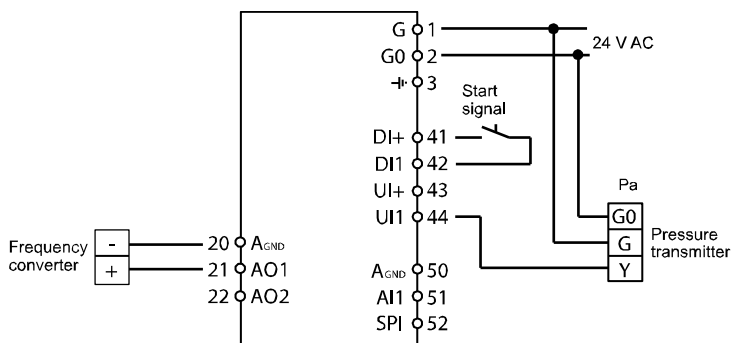 G 1
24 V AC
G0 2
3
Start
signal
DI+ 41
DI1 42
UI+ 43
UI1 44
Pa
G0
G
Y
Pressure
transmitter
Frequency
converter
-
+
20 AGND
21 AO1
22 AO2
AGND 50
AI1 51
SPI 52